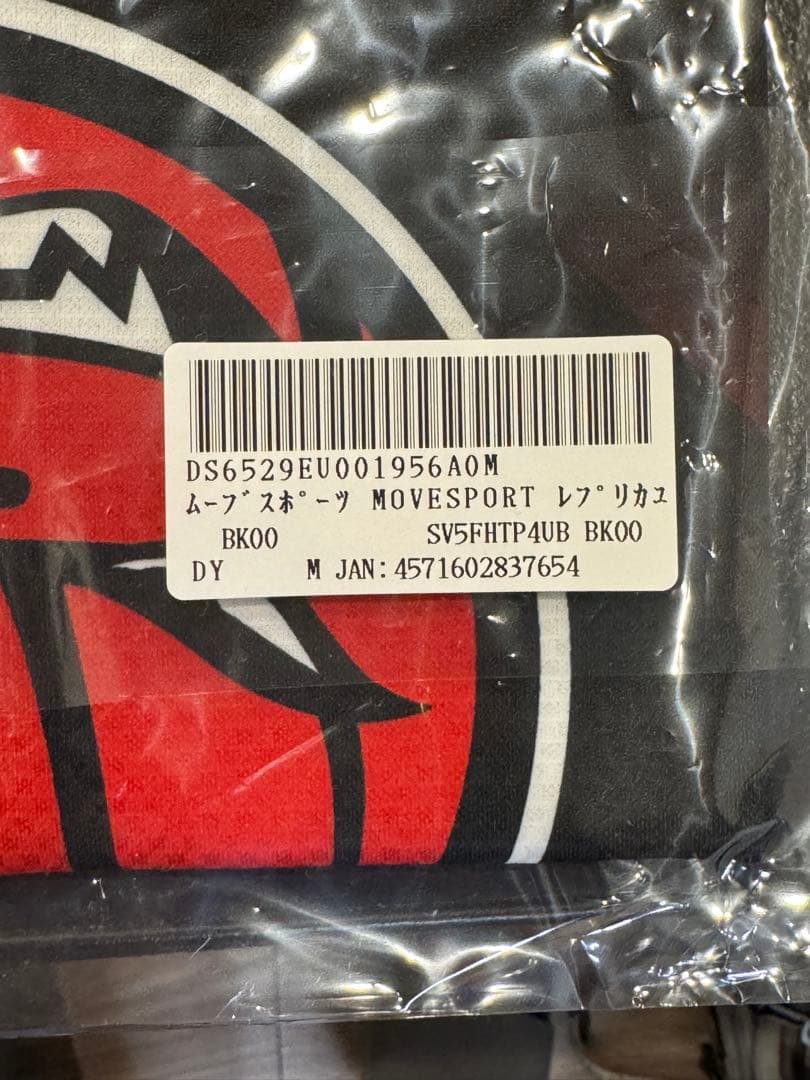 DS6529EU001956A0M
ﾑｰﾌﾞｽﾎﾟｰﾂ MOVESPORT ﾚﾌﾟﾘｶﾕ
BK00 SV5FHTP4UB BK00
DY M JAN:4571602837654